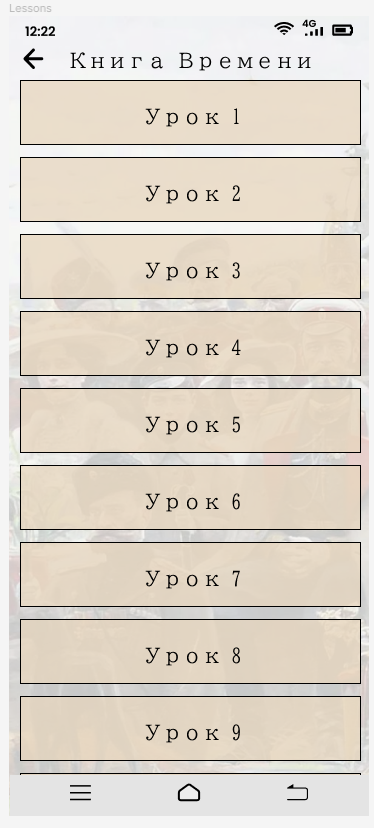 Lessons
12:22 4G
Книга Времени
Урок 1
Урок 2
Урок 3
Урок 4
Урок 5
Урок 6
Урок 7
Урок 8
Урок 9